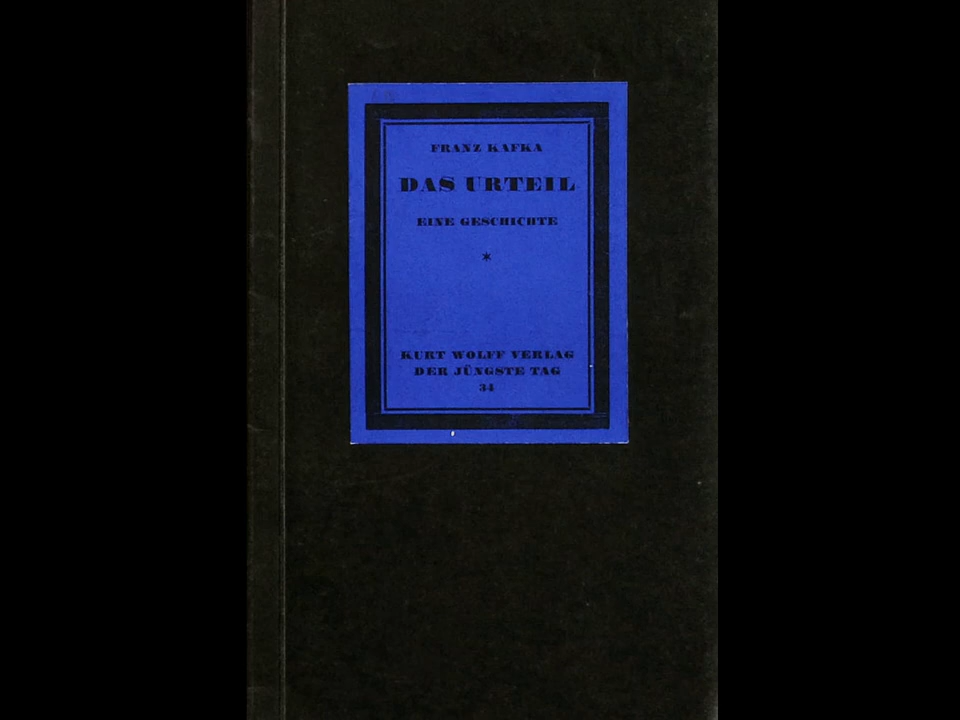 FRANZ KAFKA
DAS URTEIL
EINE GESCHICHTE
*
KURT WOLFF VERLAG
DER JÜNGSTE TAG
34